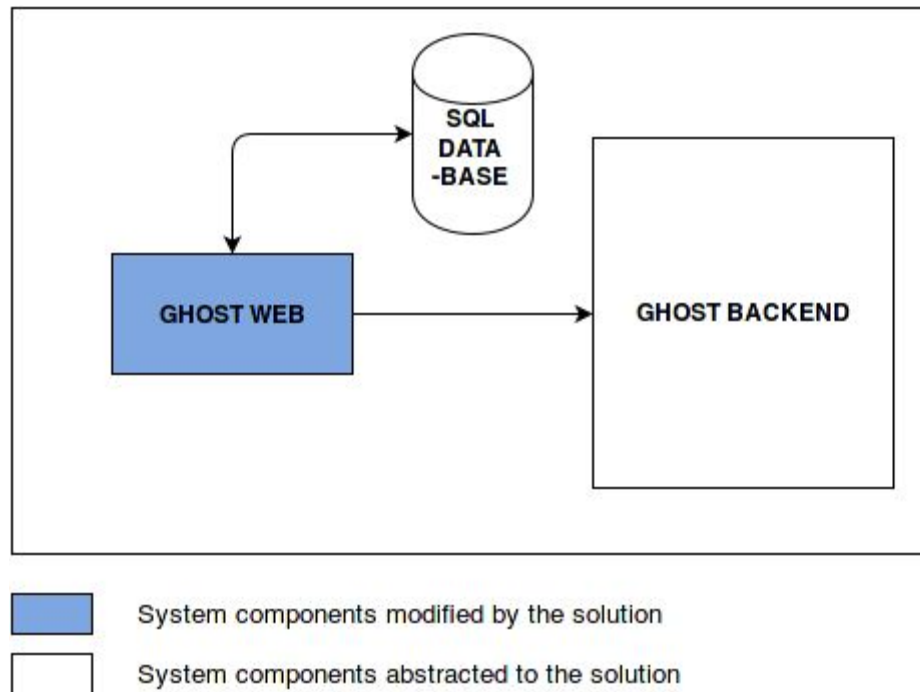 SQL
DATA
-BASE
GHOST WEB
GHOST BACKEND
System components modified by the solution
System components abstracted to the solution